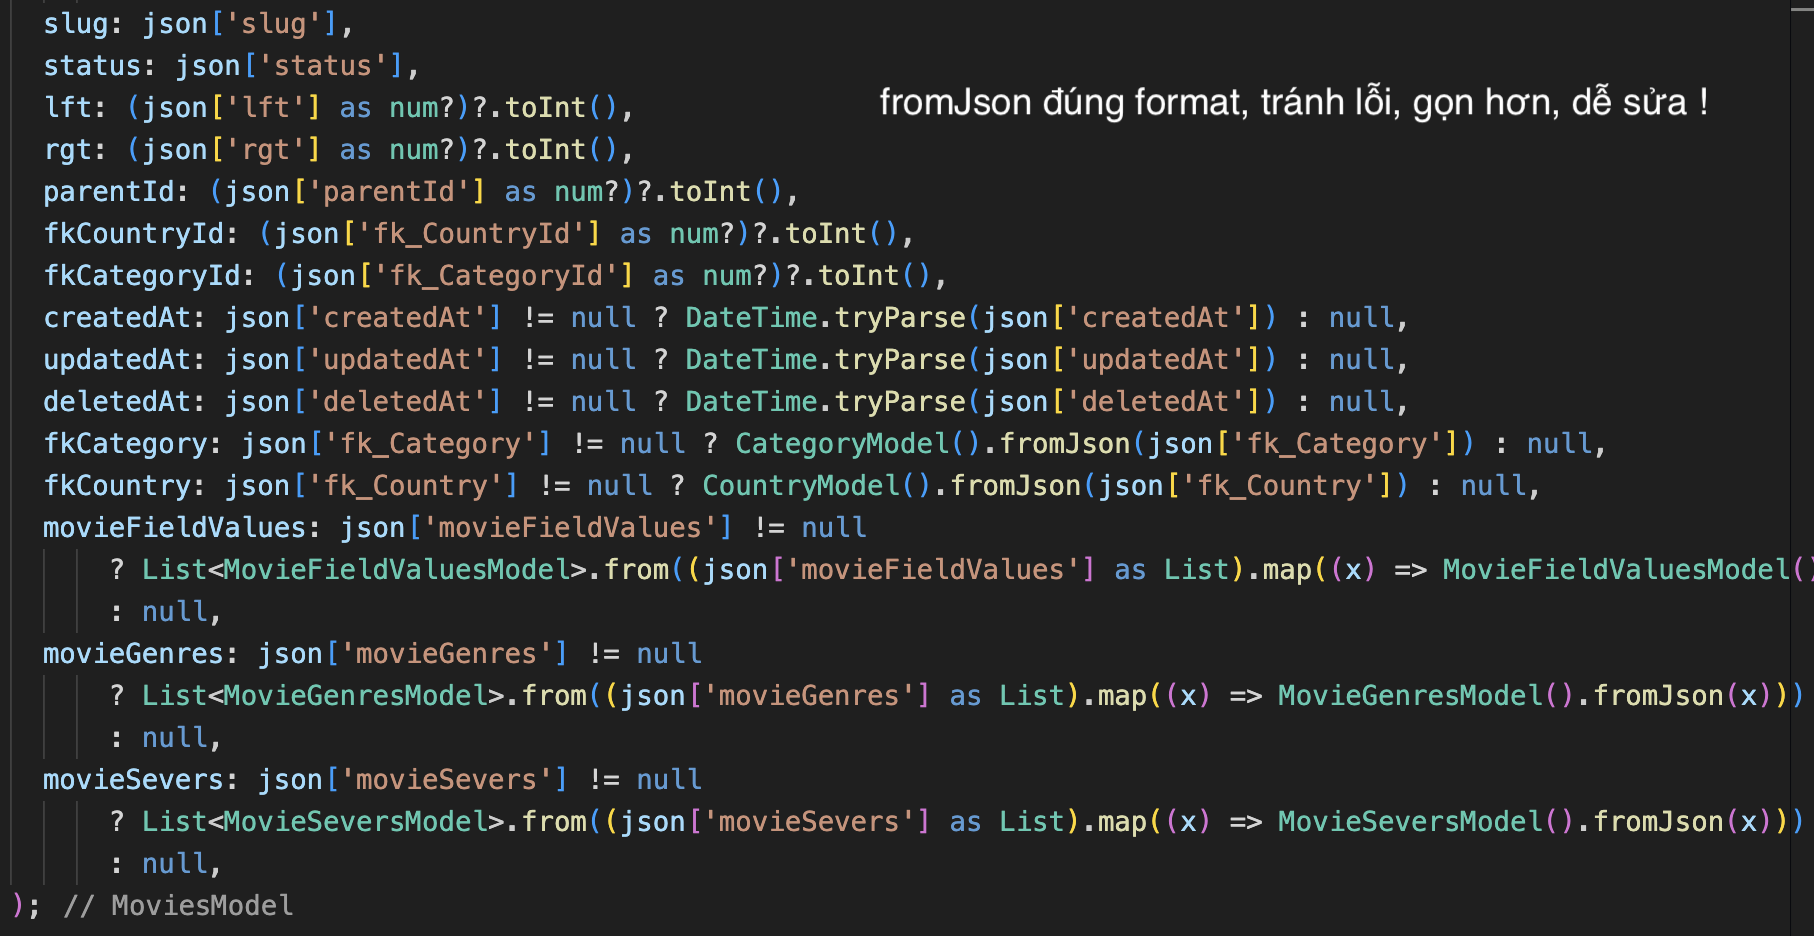 slug: json['slug'],
status: json['status'],
fromJson đúng format, tránh lỗi, gọn hơn, dễ sửa !
lft: (json['lft'] as num?)?.toInt(),
rgt: (json['rgt'] as num?)?.toInt(),
parentId: (json['parentId'] as num?)?.toInt(),
fkCountryId: (json['fk_CountryId'] as num?)?.toInt(),
fkCategoryId: (json['fk_CategoryId'] as num?)?.toInt(),
createdAt: json['createdAt'] != null ? DateTime.tryParse(json['createdAt']) : null,
updatedAt: json['updatedAt'] != null ? DateTime.tryParse(json['updatedAt']) : null,
deletedAt: json['deletedAt'] != null ? DateTime.tryParse(json['deletedAt']) : null,
fkCategory: json['fk_Category'] != null ? CategoryModel().fromJson(json['fk_Category']) : null,
fkCountry: json['fk_Country'] != null ? CountryModel().fromJson(json['fk_Country']) : null,
movieFieldValues: json['movieFieldValues'] != null
? List<MovieFieldValuesModel>.from((json['movieFieldValues'] as List).map((x) => MovieFieldValuesModel()
: null,
movieGenres: json['movieGenres'] != null
? List<MovieGenresModel>.from((json['movieGenres'] as List).map((x) => MovieGenresModel().fromJson(x)))
: null,
movieSevers: json['movieSevers'] != null
? List<MovieSeversModel>.from((json['movieSevers'] as List).map((x) => MovieSeversModel().fromJson(x)))
: null,
); // MoviesModel